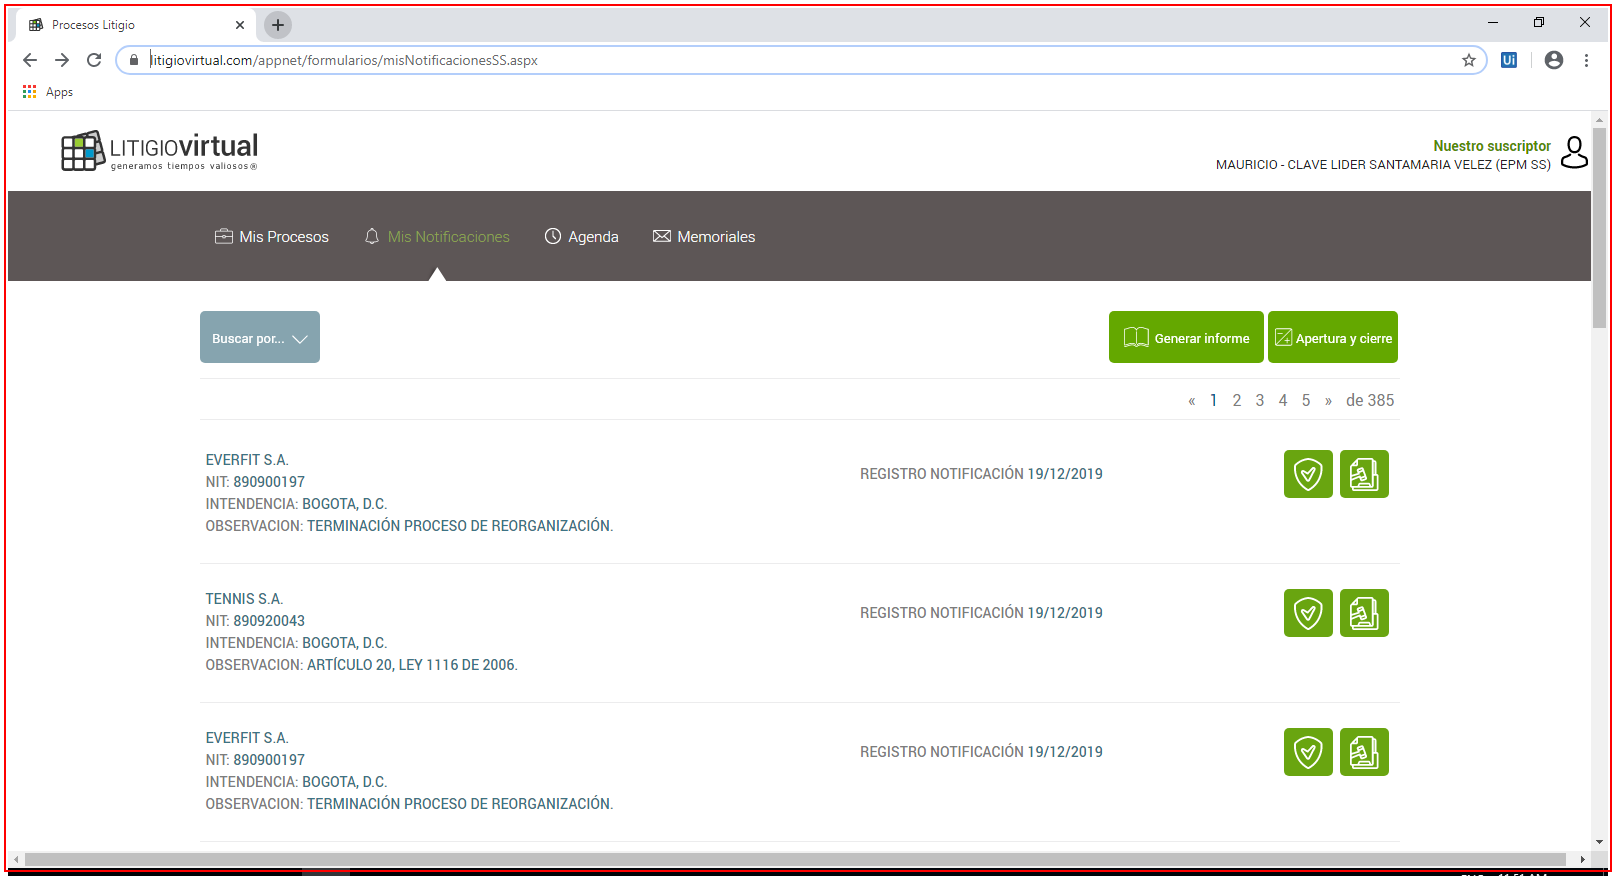 Procesos Litigio
litigiovirtual.com/appnet/formularios/misNotificacionesSS.aspx
Ui
Apps
LITIGIOvirtual
generamos tiempos valiosos®
Nuestro suscriptor
MAURICIO - CLAVE LIDER SANTAMARIA VELEZ (EPM SS)
Mis Procesos
Mis Notificaciones
Agenda
Memoriales
Buscar por...
Generar informe
Apertura y cierre
« 1 2 3 4 5 » de 385
EVERFIT S.A.
NIT: 890900197
INTENDENCIA: BOGOTA, D.C.
OBSERVACION: TERMINACIÓN PROCESO DE REORGANIZACIÓN.
REGISTRO NOTIFICACIÓN 19/12/2019
TENNIS S.A.
NIT: 890920043
INTENDENCIA: BOGOTA, D.C.
OBSERVACION: ARTÍCULO 20, LEY 1116 DE 2006.
REGISTRO NOTIFICACIÓN 19/12/2019
EVERFIT S.A.
NIT: 890900197
INTENDENCIA: BOGOTA, D.C.
OBSERVACION: TERMINACIÓN PROCESO DE REORGANIZACIÓN.
REGISTRO NOTIFICACIÓN 19/12/2019